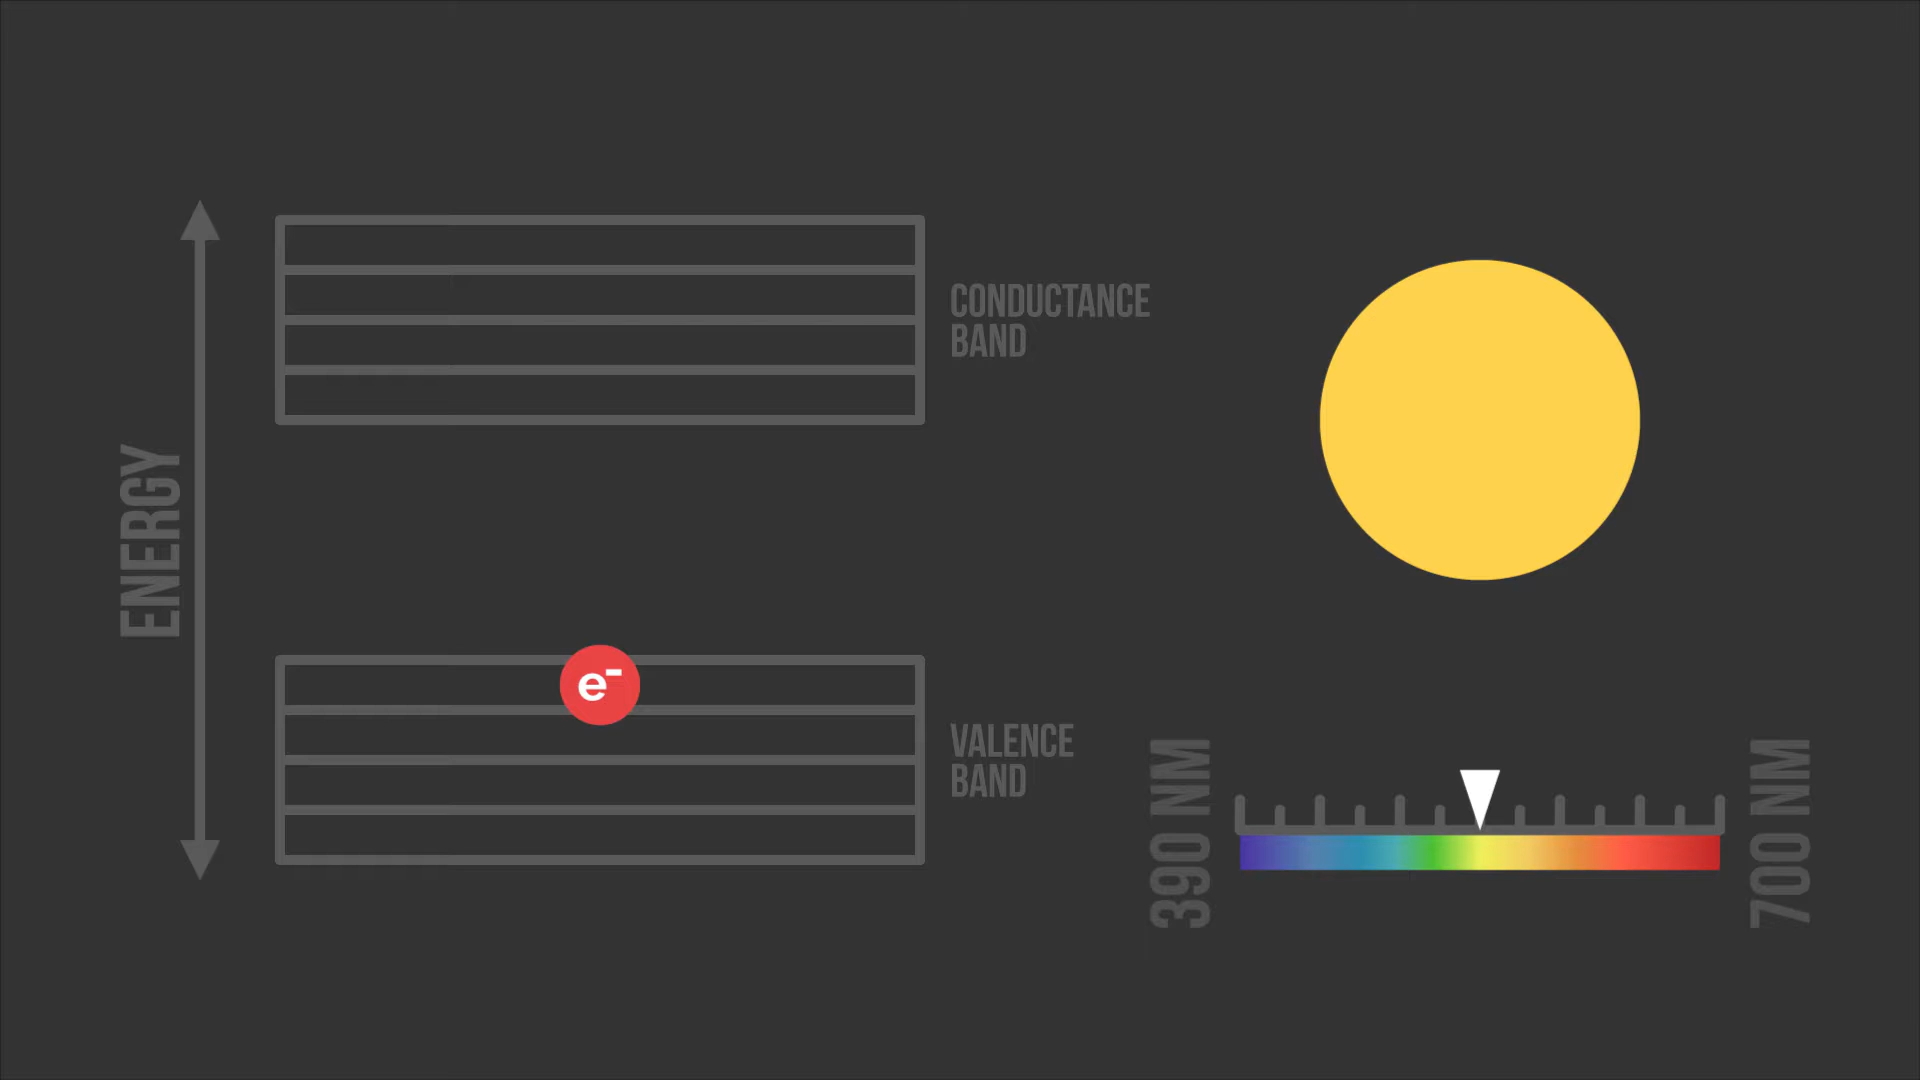 ENERGY
CONDUCTANCE
BAND
e-
VALENCE
BAND
390 NM
700 NM